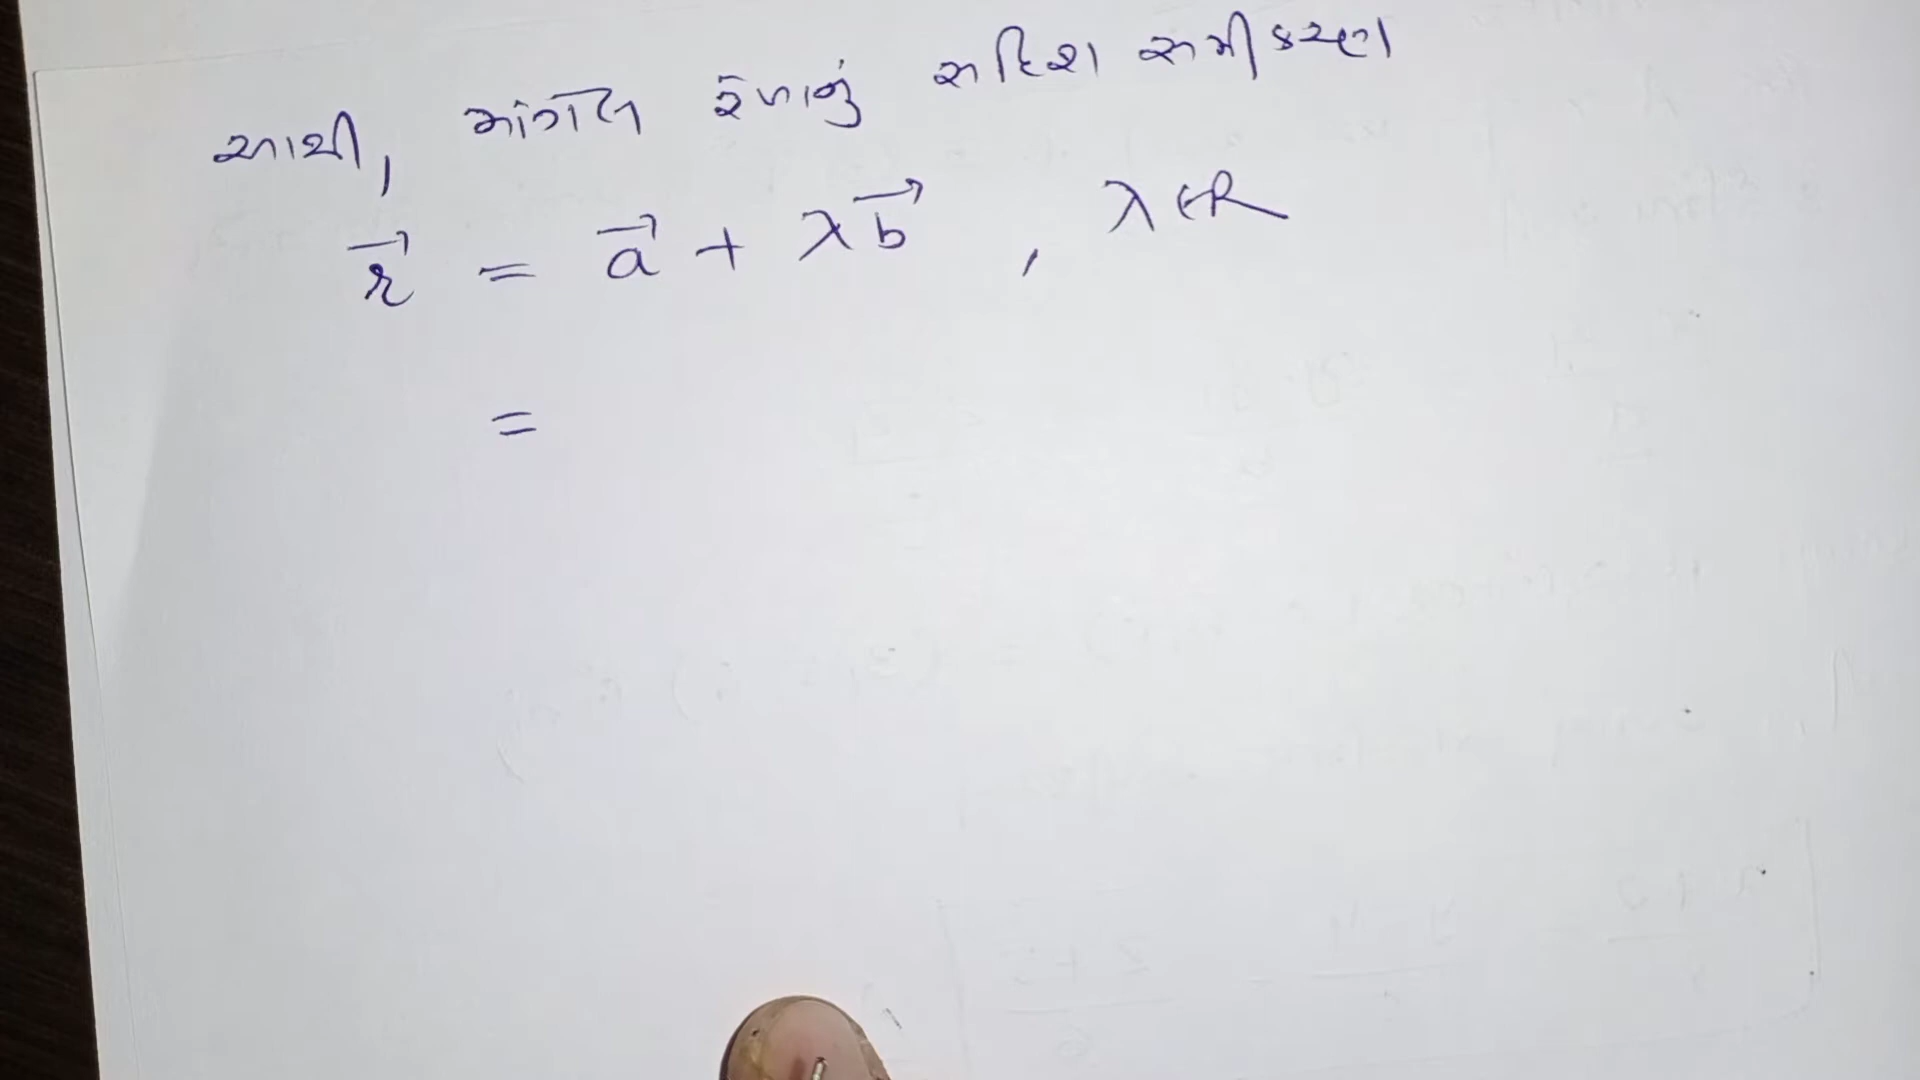 આથી, માંગેલ રેખાનું સદિશ સમીકરણ
r⃗ = a⃗ + λb⃗ , λ ∈ R
=